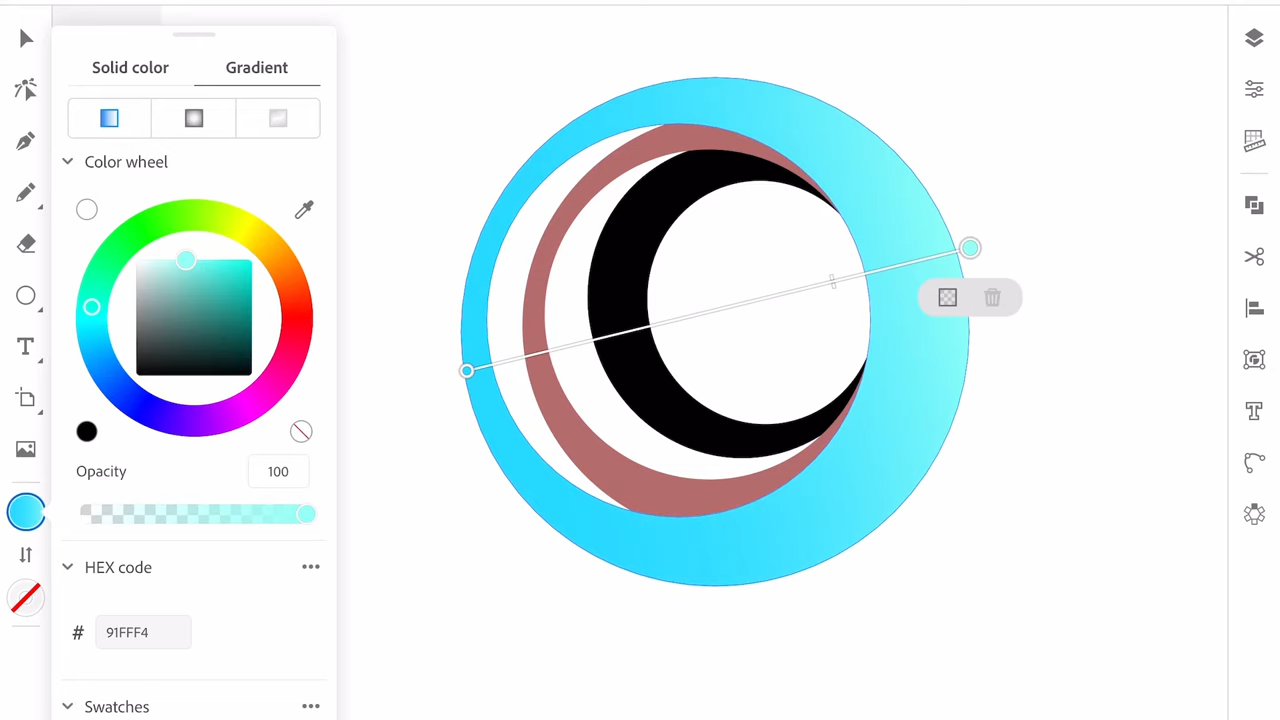 Solid color
Gradient
Color wheel
Opacity
100
HEX code
# 91FFF4
Swatches